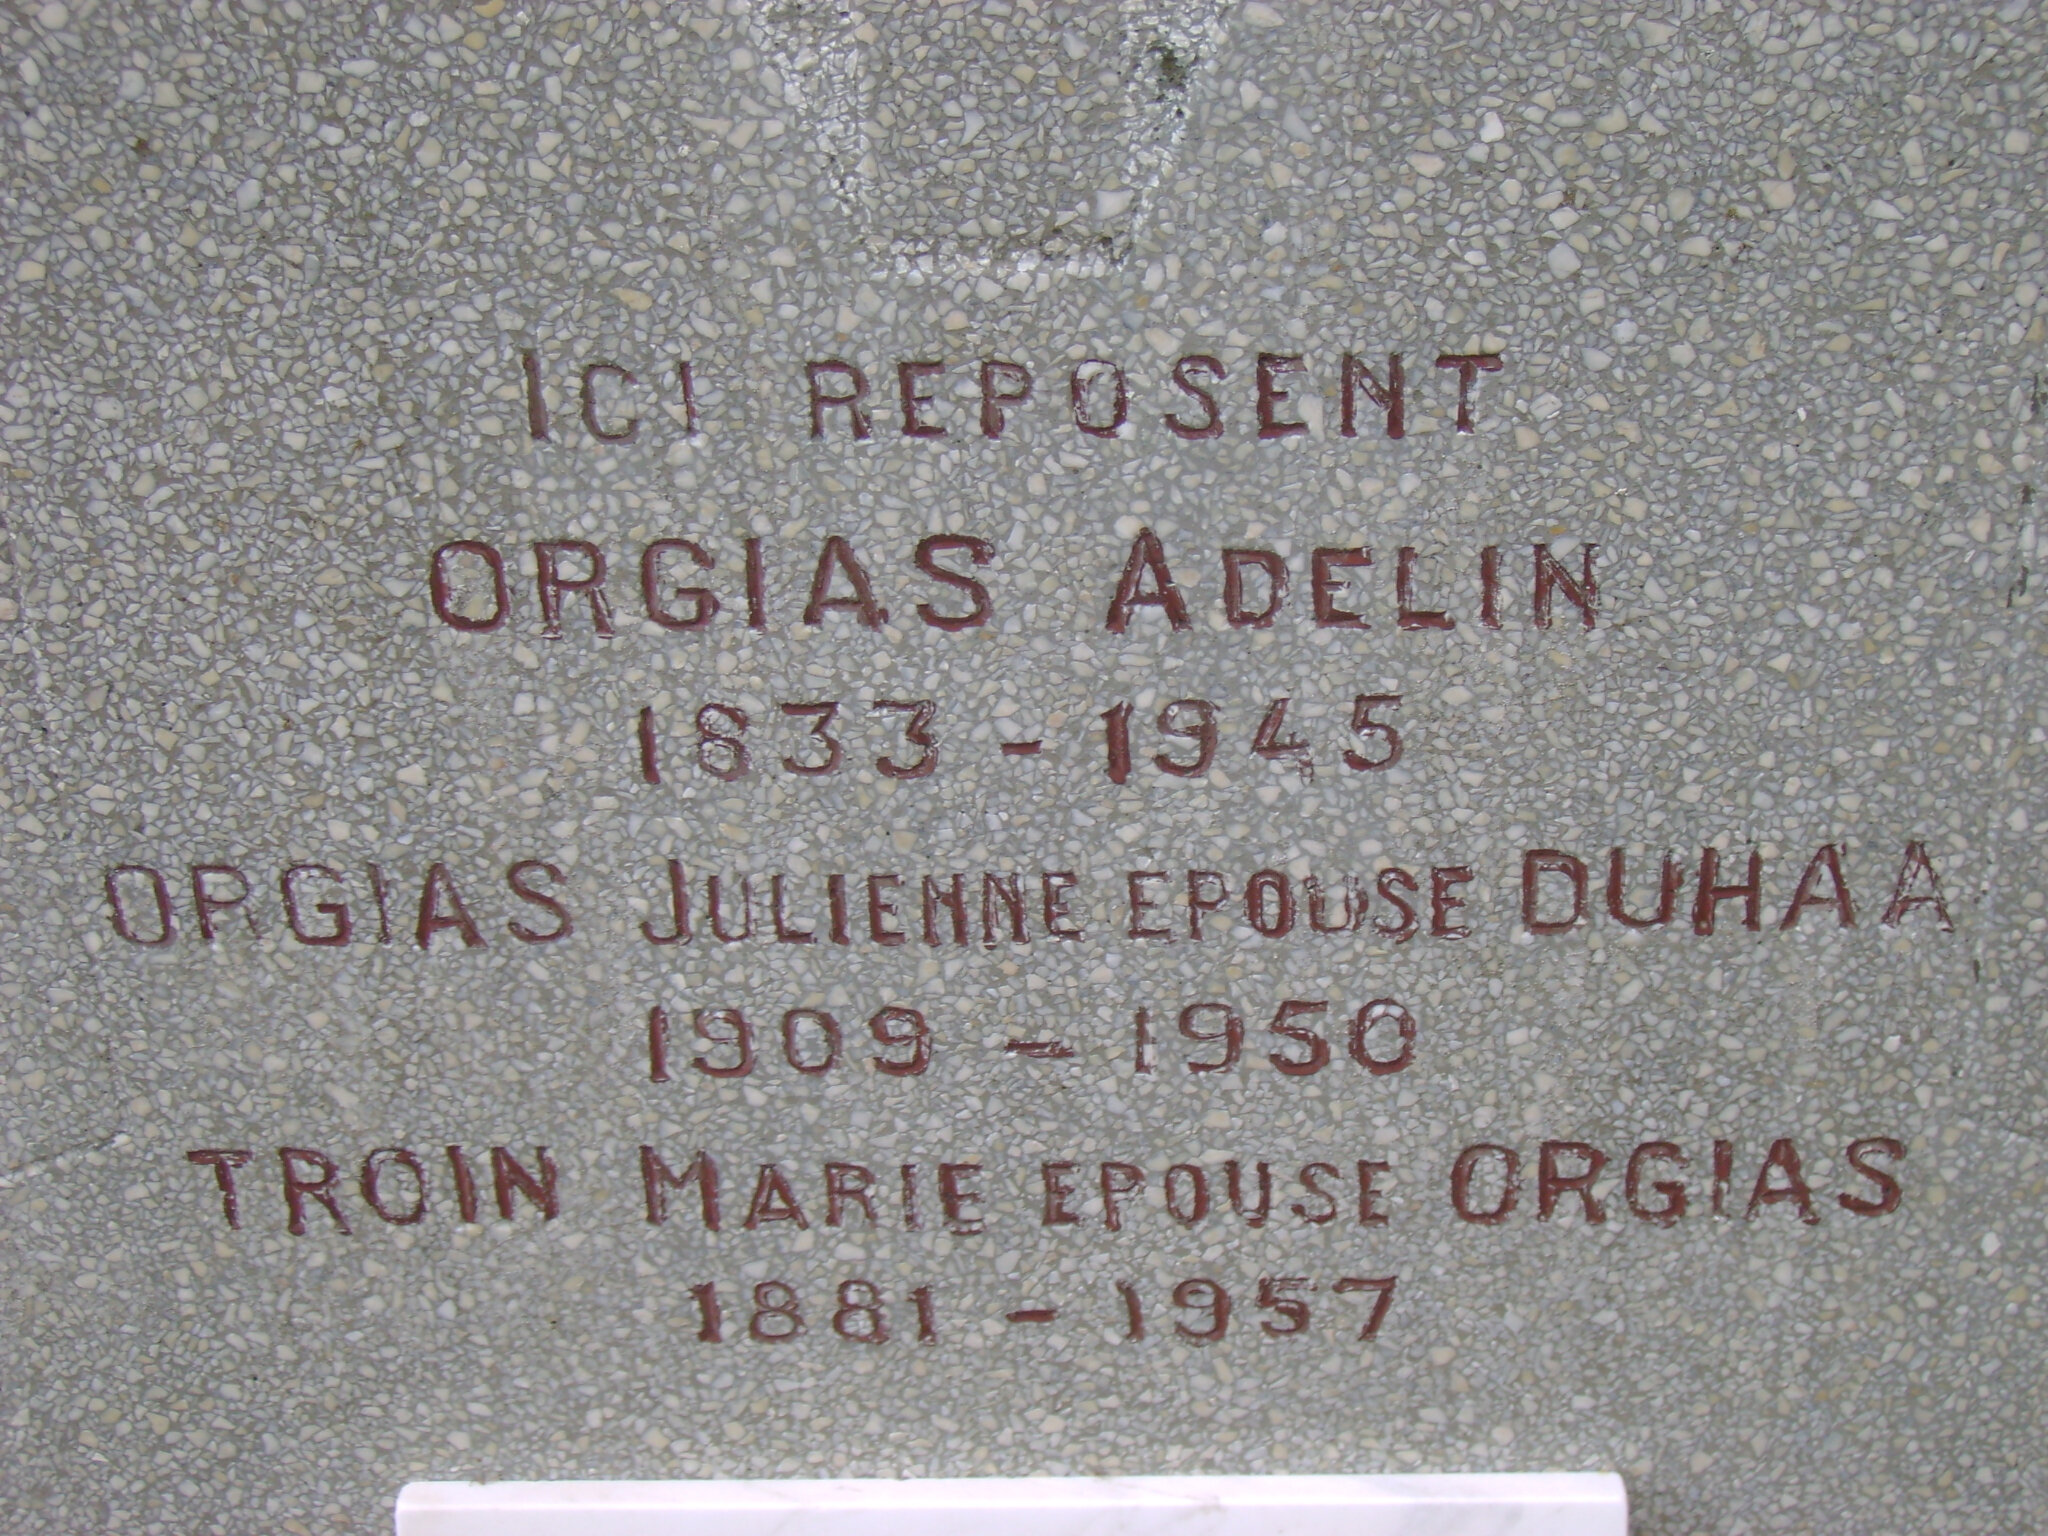 ICI REPOSENT
ORGIAS ADELIN
1833 - 1945
ORGIAS JULIENNE EPOUSE DUHAA
1909 - 1950
TROIN MARIE EPOUSE ORGIAS
1881 - 1957